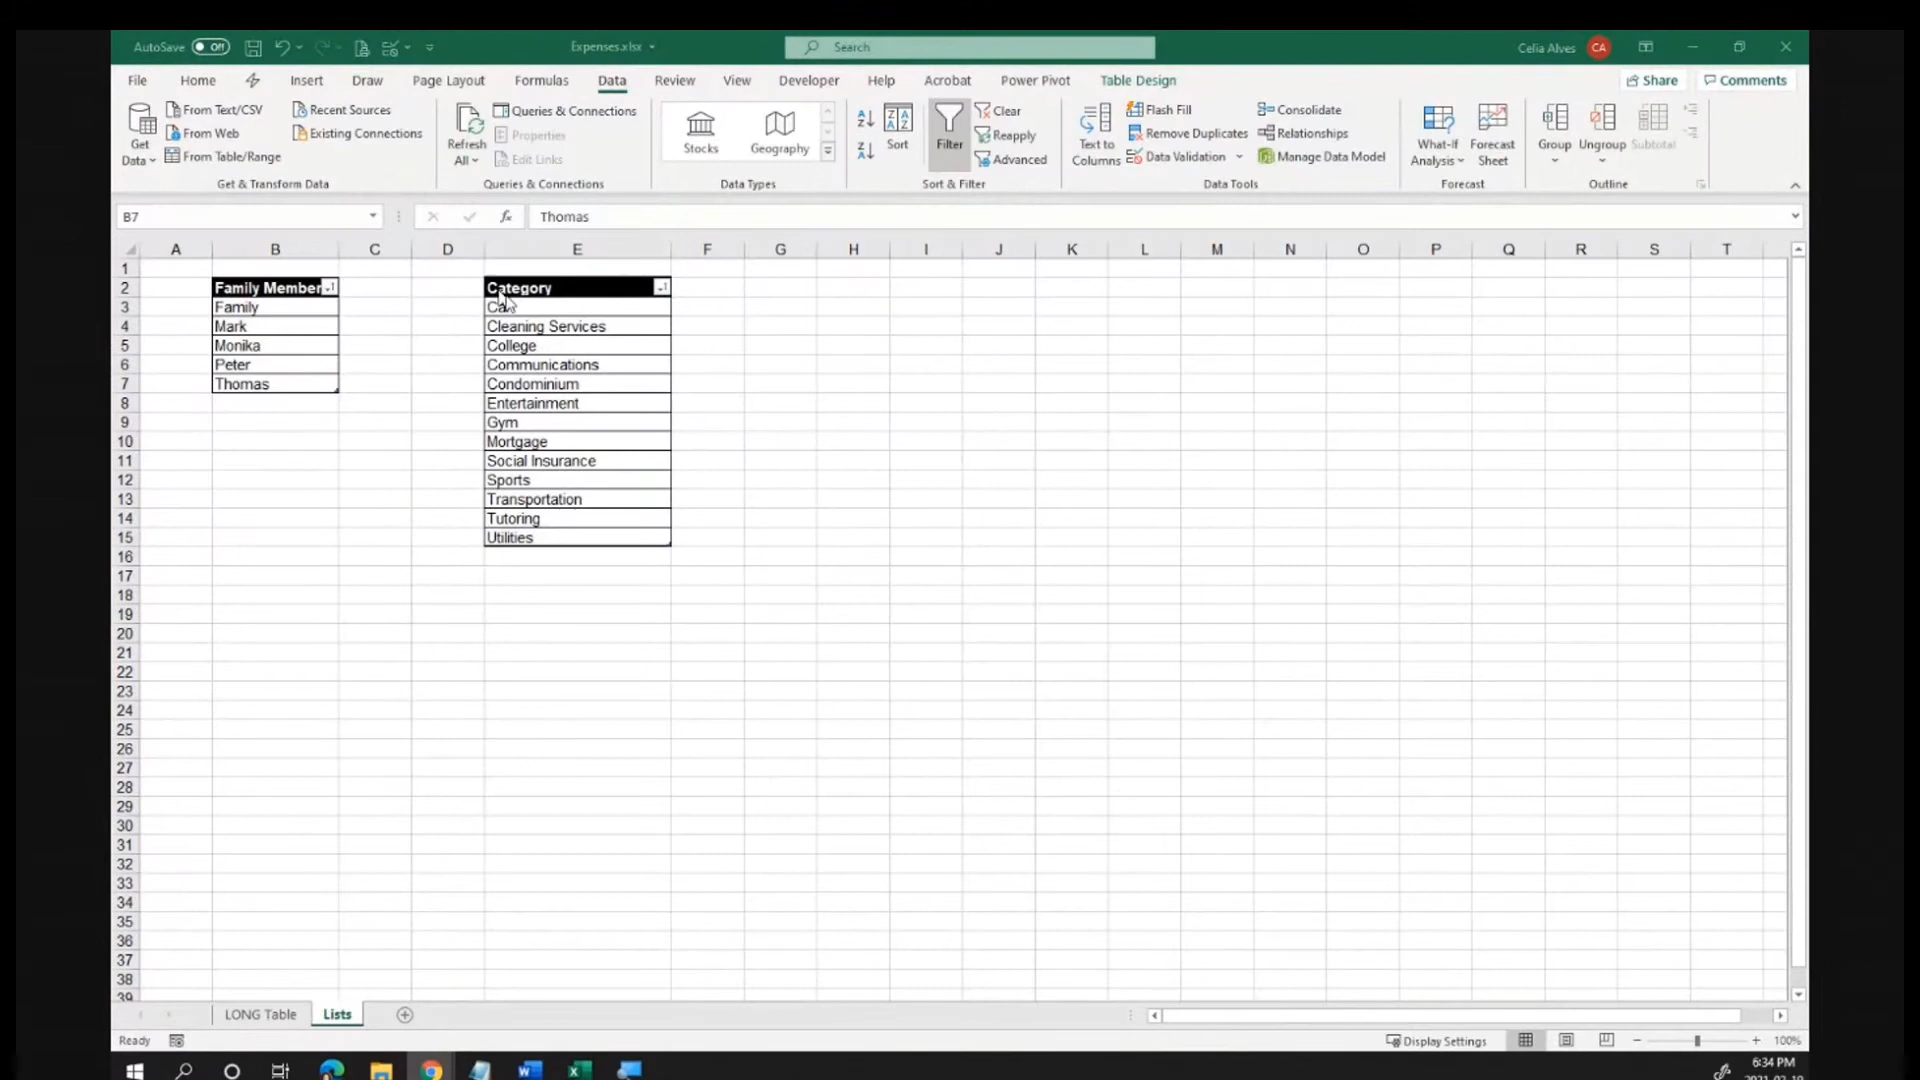 AutoSave Off Expenses.xlsx Search Celia Alves CA
File Home Insert Draw Page Layout Formulas Data Review View Developer Help Acrobat Power Pivot Table Design Share Comments
Get Data
From Text/CSV
From Web
From Table/Range
Recent Sources
Existing Connections
Get & Transform Data
Refresh All
Queries & Connections
Properties
Edit Links
Queries & Connections
Stocks Geography
Data Types
Sort
Filter
Clear
Reapply
Advanced
Sort & Filter
Text to Columns
Flash Fill
Remove Duplicates
Data Validation
Consolidate
Relationships
Manage Data Model
Data Tools
What-If Analysis
Forecast Sheet
Forecast
Group Ungroup Subtotal
Outline
B7 fx Thomas
A B C D E F G H I J K L M N O P Q R S T
1
2 Family Member Category
3 Family
4 Mark Cleaning Services
5 Monika College
6 Peter Communications
7 Thomas Condominium
8 Entertainment
9 Gym
10 Mortgage
11 Social Insurance
12 Sports
13 Transportation
14 Tutoring
15 Utilities
16
17
18
19
20
21
22
23
24
25
26
27
28
29
30
31
32
33
34
35
36
37
38
39
LONG Table Lists
Ready Display Settings 100%
6:34 PM